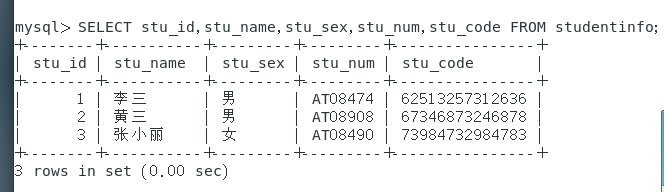 mysql> SELECT stu_id,stu_name,stu_sex,stu_num,stu_code FROM studentinfo;
+--------+----------+---------+---------+----------------+
| stu_id | stu_name | stu_sex | stu_num | stu_code       |
+--------+----------+---------+---------+----------------+
|      1 | 李三     | 男      | AT08474 | 62513257312636 |
|      2 | 黄三     | 男      | AT08908 | 67346873246878 |
|      3 | 张小丽   | 女      | AT08490 | 73984732984783 |
+--------+----------+---------+---------+----------------+
3 rows in set (0.00 sec)